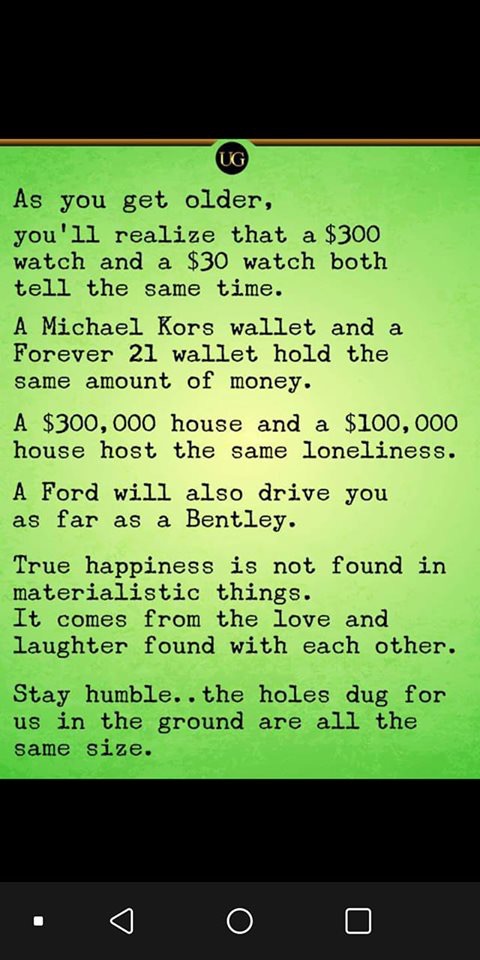 UG
As you get older,
you'll realize that a $300
watch and a $30 watch both
tell the same time.
A Michael Kors wallet and a
Forever 21 wallet hold the
same amount of money.
A $300,000 house and a $100,000
house host the same loneliness.
A Ford will also drive you
as far as a Bentley.
True happiness is not found in
materialistic things.
It comes from the love and
laughter found with each other.
Stay humble..the holes dug for
us in the ground are all the
same size.